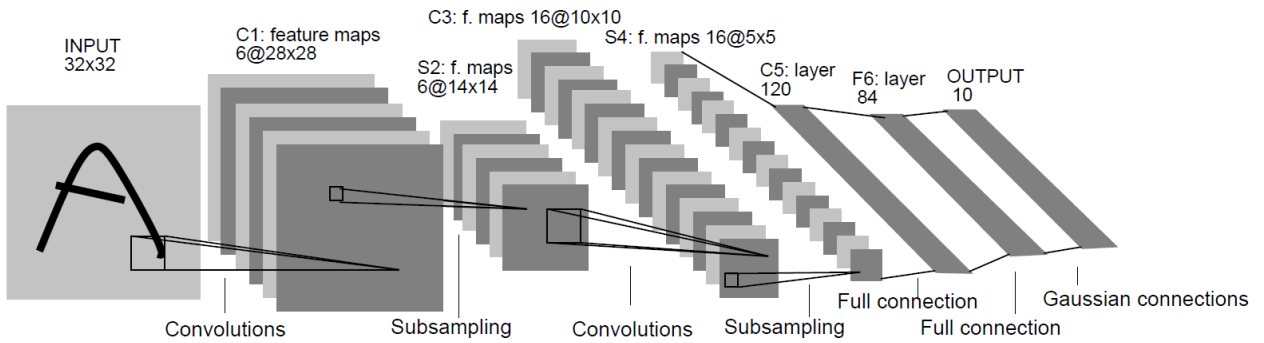 INPUT
32x32
C1: feature maps
6@28x28
S2: f. maps
6@14x14
C3: f. maps 16@10x10
S4: f. maps 16@5x5
C5: layer
120
F6: layer
84
OUTPUT
10
Convolutions
Subsampling
Convolutions
Subsampling
Full connection
Full connection
Gaussian connections